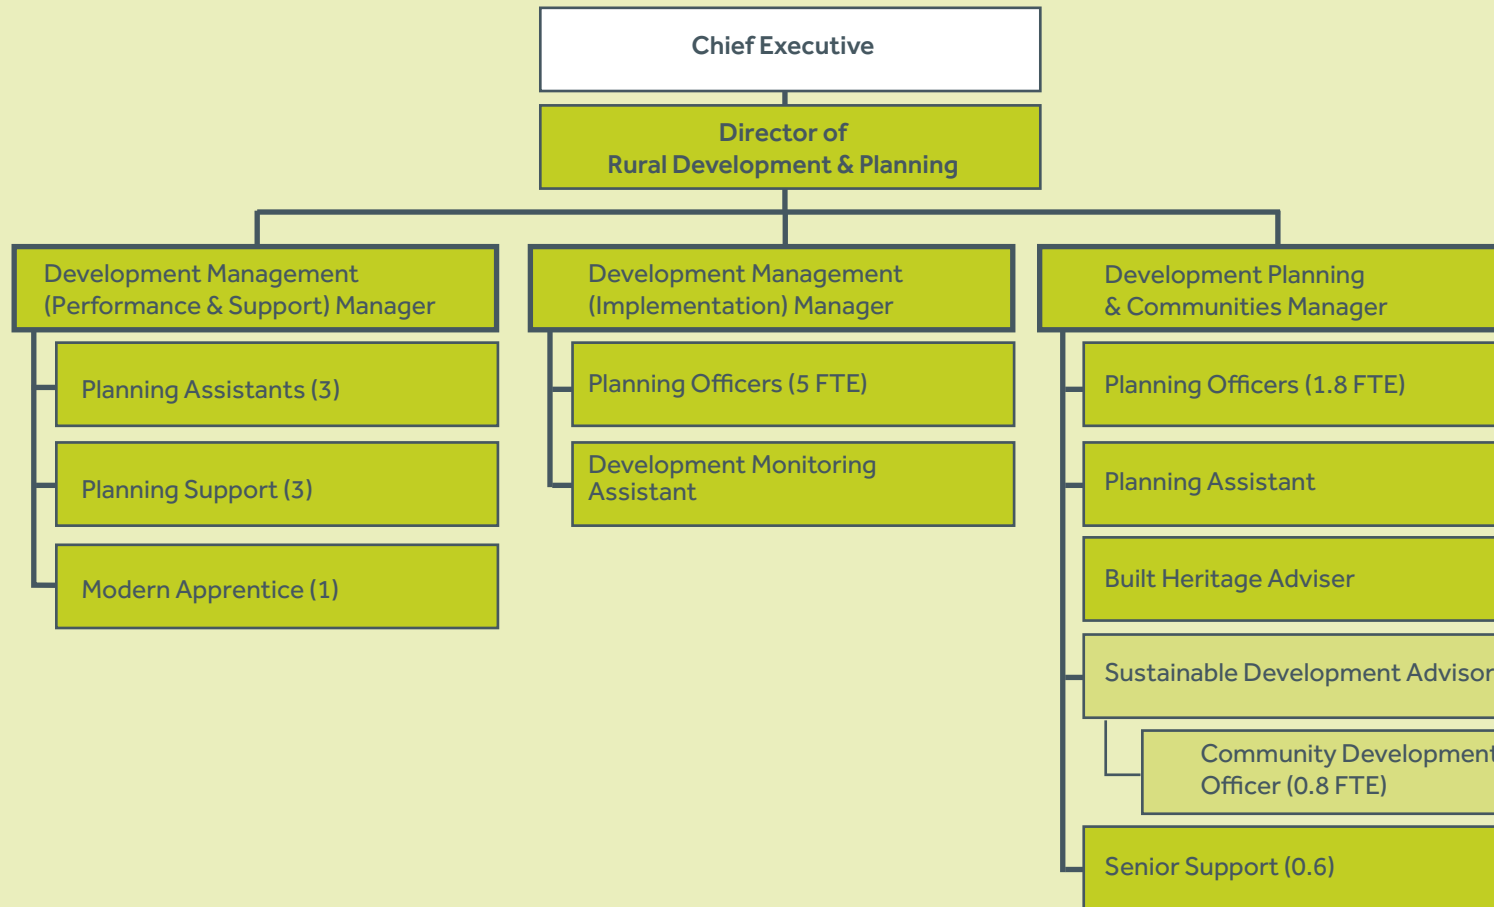 Chief Executive
Director of
Rural Development & Planning
Development Management
(Performance & Support) Manager
Planning Assistants (3)
Planning Support (3)
Modern Apprentice (1)
Development Management
(Implementation) Manager
Planning Officers (5 FTE)
Development Monitoring
Assistant
Development Planning
& Communities Manager
Planning Officers (1.8 FTE)
Planning Assistant
Built Heritage Adviser
Sustainable Development Advisor
Community Development
Officer (0.8 FTE)
Senior Support (0.6)